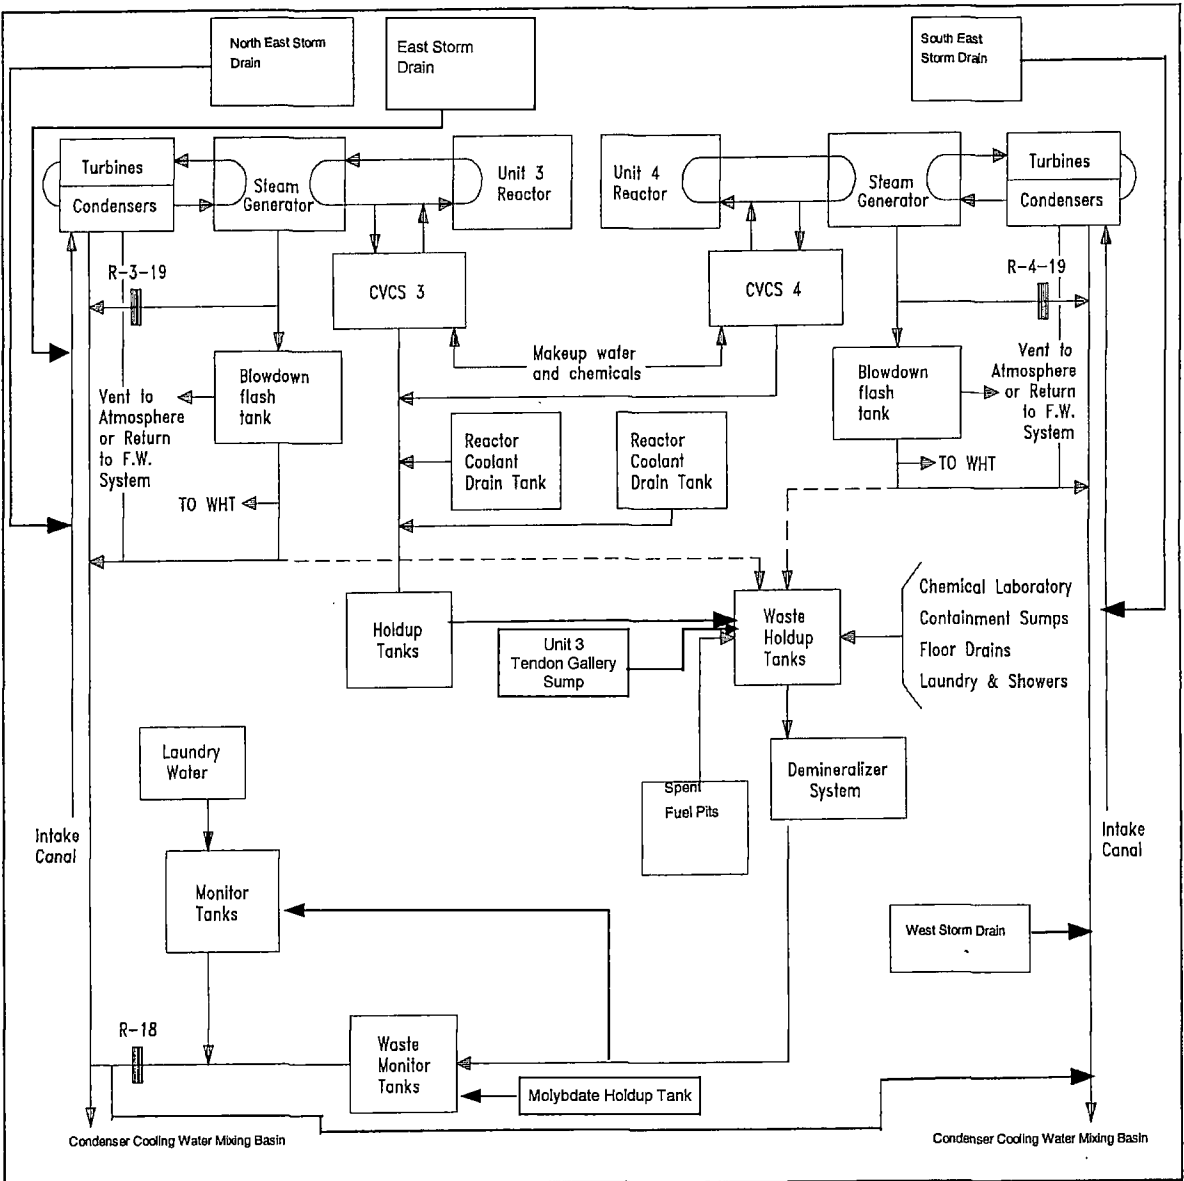 North East Storm
Drain
East Storm
Drain
South East
Storm Drain
Turbines
Condensers
Steam
Generator
Unit 3
Reactor
Unit 4
Reactor
Steam
Generator
Turbines
Condensers
R-3-19
CVCS 3
CVCS 4
R-4-19
Makeup water
and chemicals
Blowdown
flash
tank
Vent to
Atmosphere
or Return
to F.W.
System
Blowdown
flash
tank
Vent to
Atmosphere
or Return
to F.W.
System
Reactor
Coolant
Drain Tank
Reactor
Coolant
Drain Tank
TO WHT
TO WHT
Holdup
Tanks
Unit 3
Tendon Gallery
Sump
Waste
Holdup
Tanks
Chemical Laboratory
Containment Sumps
Floor Drains
Laundry & Showers
Laundry
Water
Spent
Fuel Pits
Demineralizer
System
Intake
Canal
Intake
Canal
Monitor
Tanks
West Storm Drain
R-18
Waste
Monitor
Tanks
Molybdate Holdup Tank
Condenser Cooling Water Mixing Basin
Condenser Cooling Water Mixing Basin